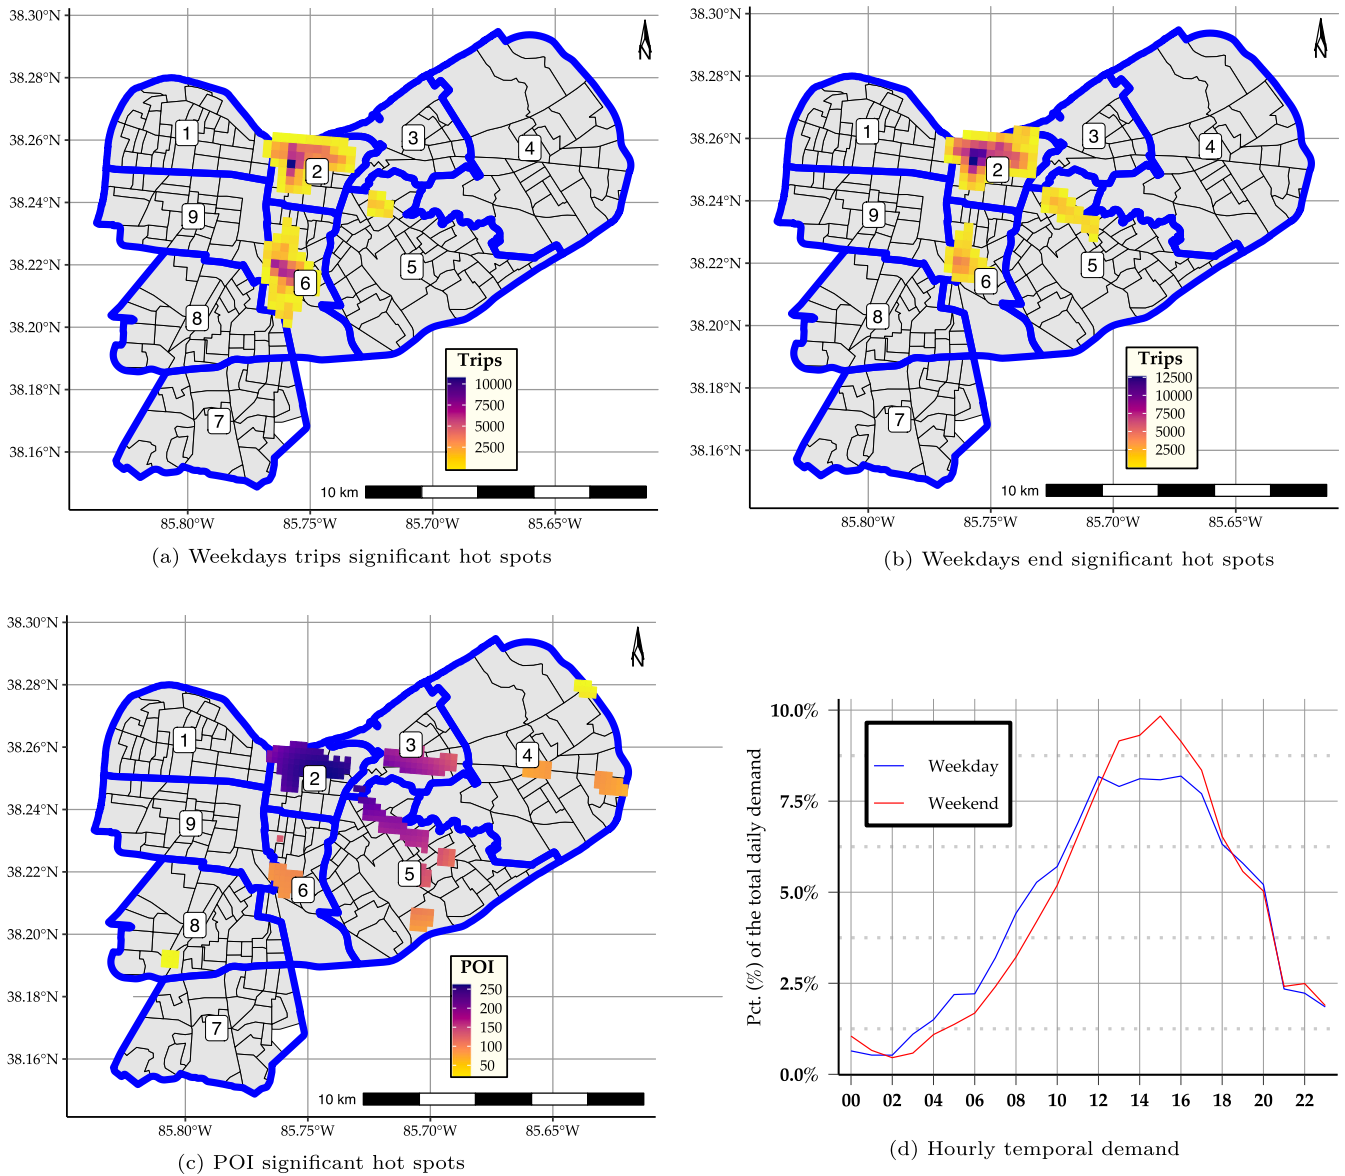 38.30°N
38.28°N
38.26°N
38.24°N
38.22°N
38.20°N
38.18°N
38.16°N
1
2
3
4
9
5
6
8
7
Trips
10000
7500
5000
2500
10 km
85.80°W 85.75°W 85.70°W 85.65°W
(a) Weekdays trips significant hot spots
38.30°N
38.28°N
38.26°N
38.24°N
38.22°N
38.20°N
38.18°N
38.16°N
1
2
3
4
9
5
6
8
7
Trips
12500
10000
7500
5000
2500
10 km
85.80°W 85.75°W 85.70°W 85.65°W
(b) Weekdays end significant hot spots
38.30°N
38.28°N
38.26°N
38.24°N
38.22°N
38.20°N
38.18°N
38.16°N
1
2
3
4
9
5
6
8
7
POI
250
200
150
100
50
10 km
85.80°W 85.75°W 85.70°W 85.65°W
(c) POI significant hot spots
Pct. (%) of the total daily demand
10.0%
7.5%
5.0%
2.5%
0.0%
Weekday
Weekend
00 02 04 06 08 10 12 14 16 18 20 22
(d) Hourly temporal demand